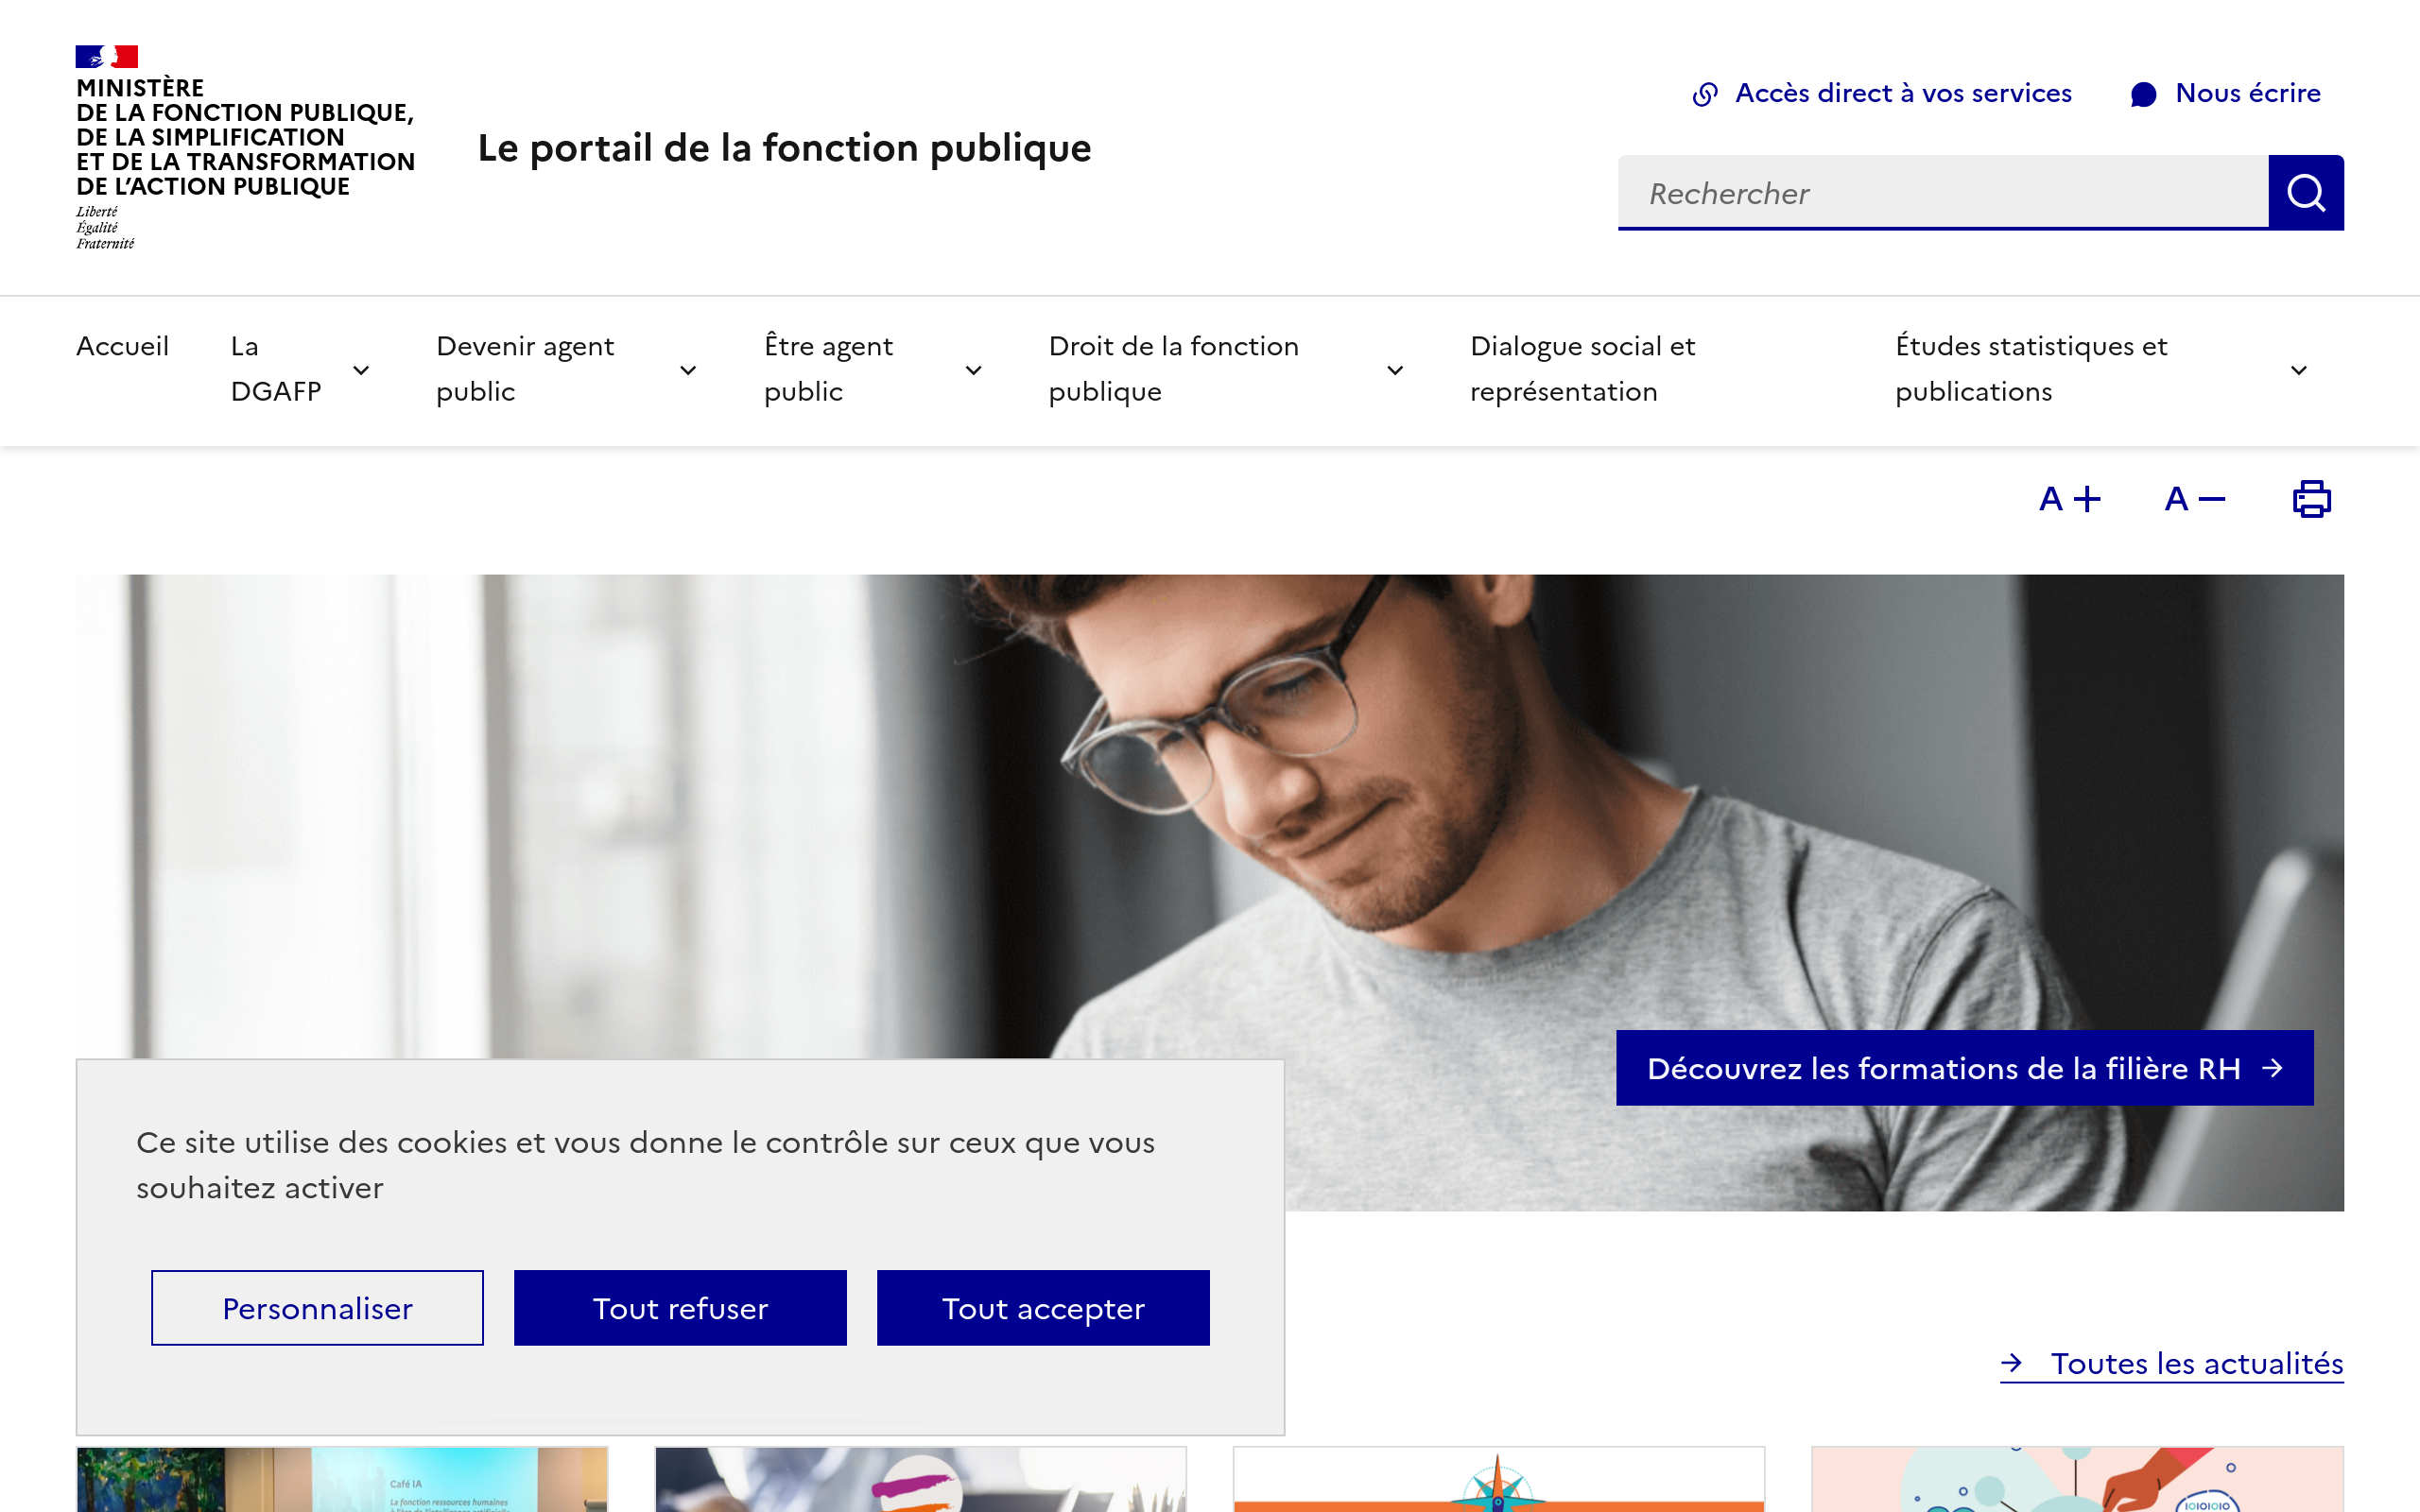 MINISTÈRE
DE LA FONCTION PUBLIQUE,
DE LA SIMPLIFICATION
ET DE LA TRANSFORMATION
DE L’ACTION PUBLIQUE
Liberté
Égalité
Fraternité
Le portail de la fonction publique
Accès direct à vos services
Nous écrire
Rechercher
Accueil
La
DGAFP
Devenir agent
public
Être agent
public
Droit de la fonction
publique
Dialogue social et
représentation
Études statistiques et
publications
A +
A −
Découvrez les formations de la filière RH
Ce site utilise des cookies et vous donne le contrôle sur ceux que vous
souhaitez activer
Personnaliser
Tout refuser
Tout accepter
Toutes les actualités
Café IA
La fonction ressources humaines